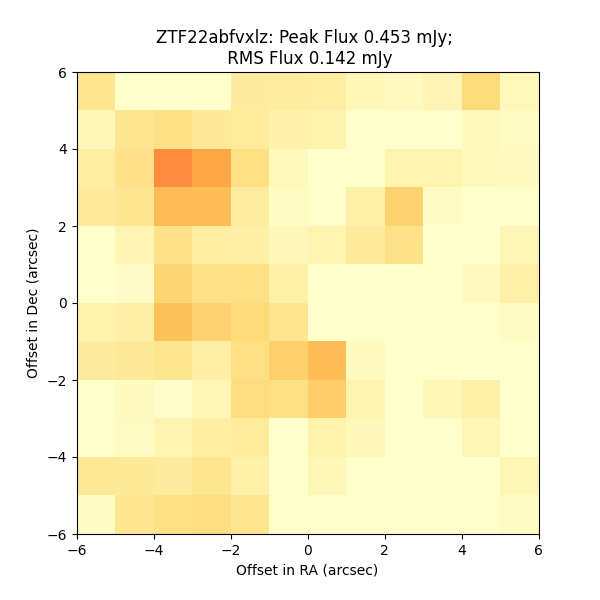 ZTF22abfvxlz: Peak Flux 0.453 mJy;
RMS Flux 0.142 mJy
6
4
2
0
−2
−4
−6
Offset in Dec (arcsec)
−6 −4 −2 0 2 4 6
Offset in RA (arcsec)